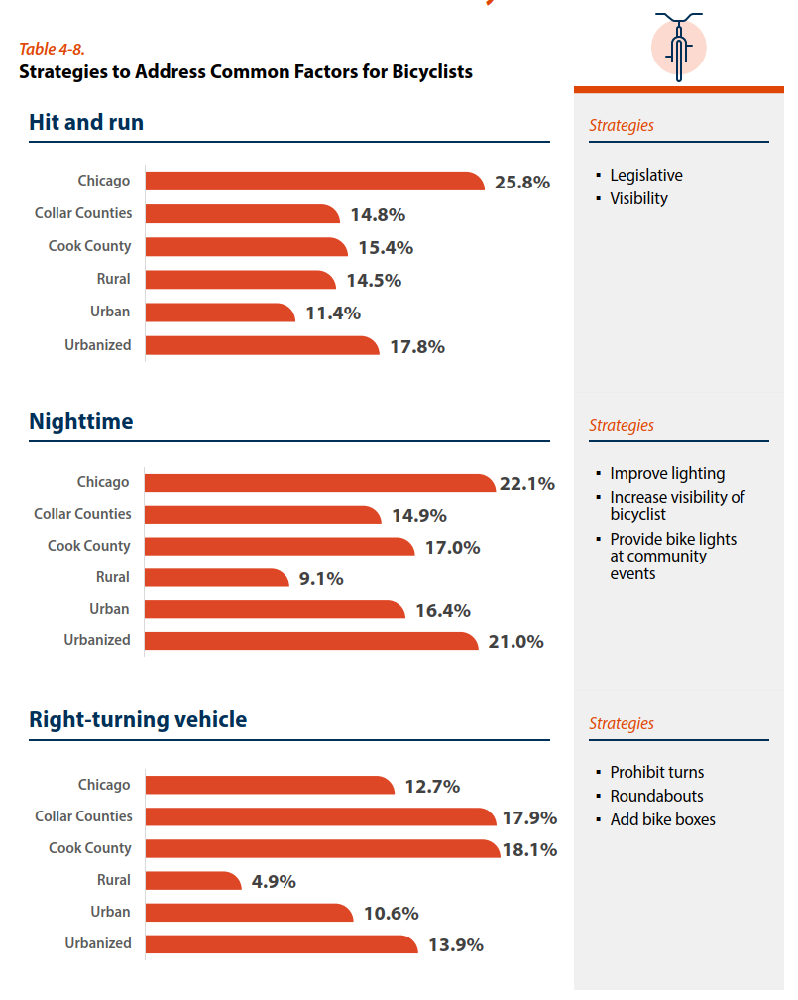 Table 4-8.
Strategies to Address Common Factors for Bicyclists
Hit and run
Chicago 25.8%
Collar Counties 14.8%
Cook County 15.4%
Rural 14.5%
Urban 11.4%
Urbanized 17.8%
Strategies
▪ Legislative
▪ Visibility
Nighttime
Chicago 22.1%
Collar Counties 14.9%
Cook County 17.0%
Rural 9.1%
Urban 16.4%
Urbanized 21.0%
Strategies
▪ Improve lighting
▪ Increase visibility of
bicyclist
▪ Provide bike lights
at community
events
Right-turning vehicle
Chicago 12.7%
Collar Counties 17.9%
Cook County 18.1%
Rural 4.9%
Urban 10.6%
Urbanized 13.9%
Strategies
▪ Prohibit turns
▪ Roundabouts
▪ Add bike boxes